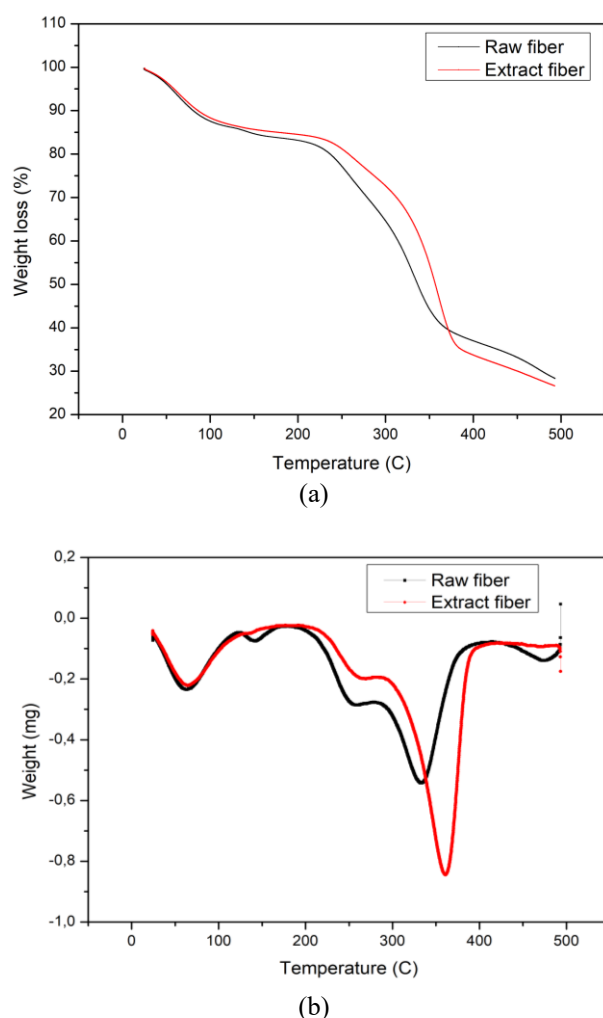 Raw fiber
Extract fiber
110
100
90
80
70
60
50
40
30
20
Weight loss (%)
0
100
200
300
400
500
Temperature (C)
(a)
Raw fiber
Extract fiber
0,2
0,0
-0,2
-0,4
-0,6
-0,8
-1,0
Weight (mg)
0
100
200
300
400
500
Temperature (C)
(b)